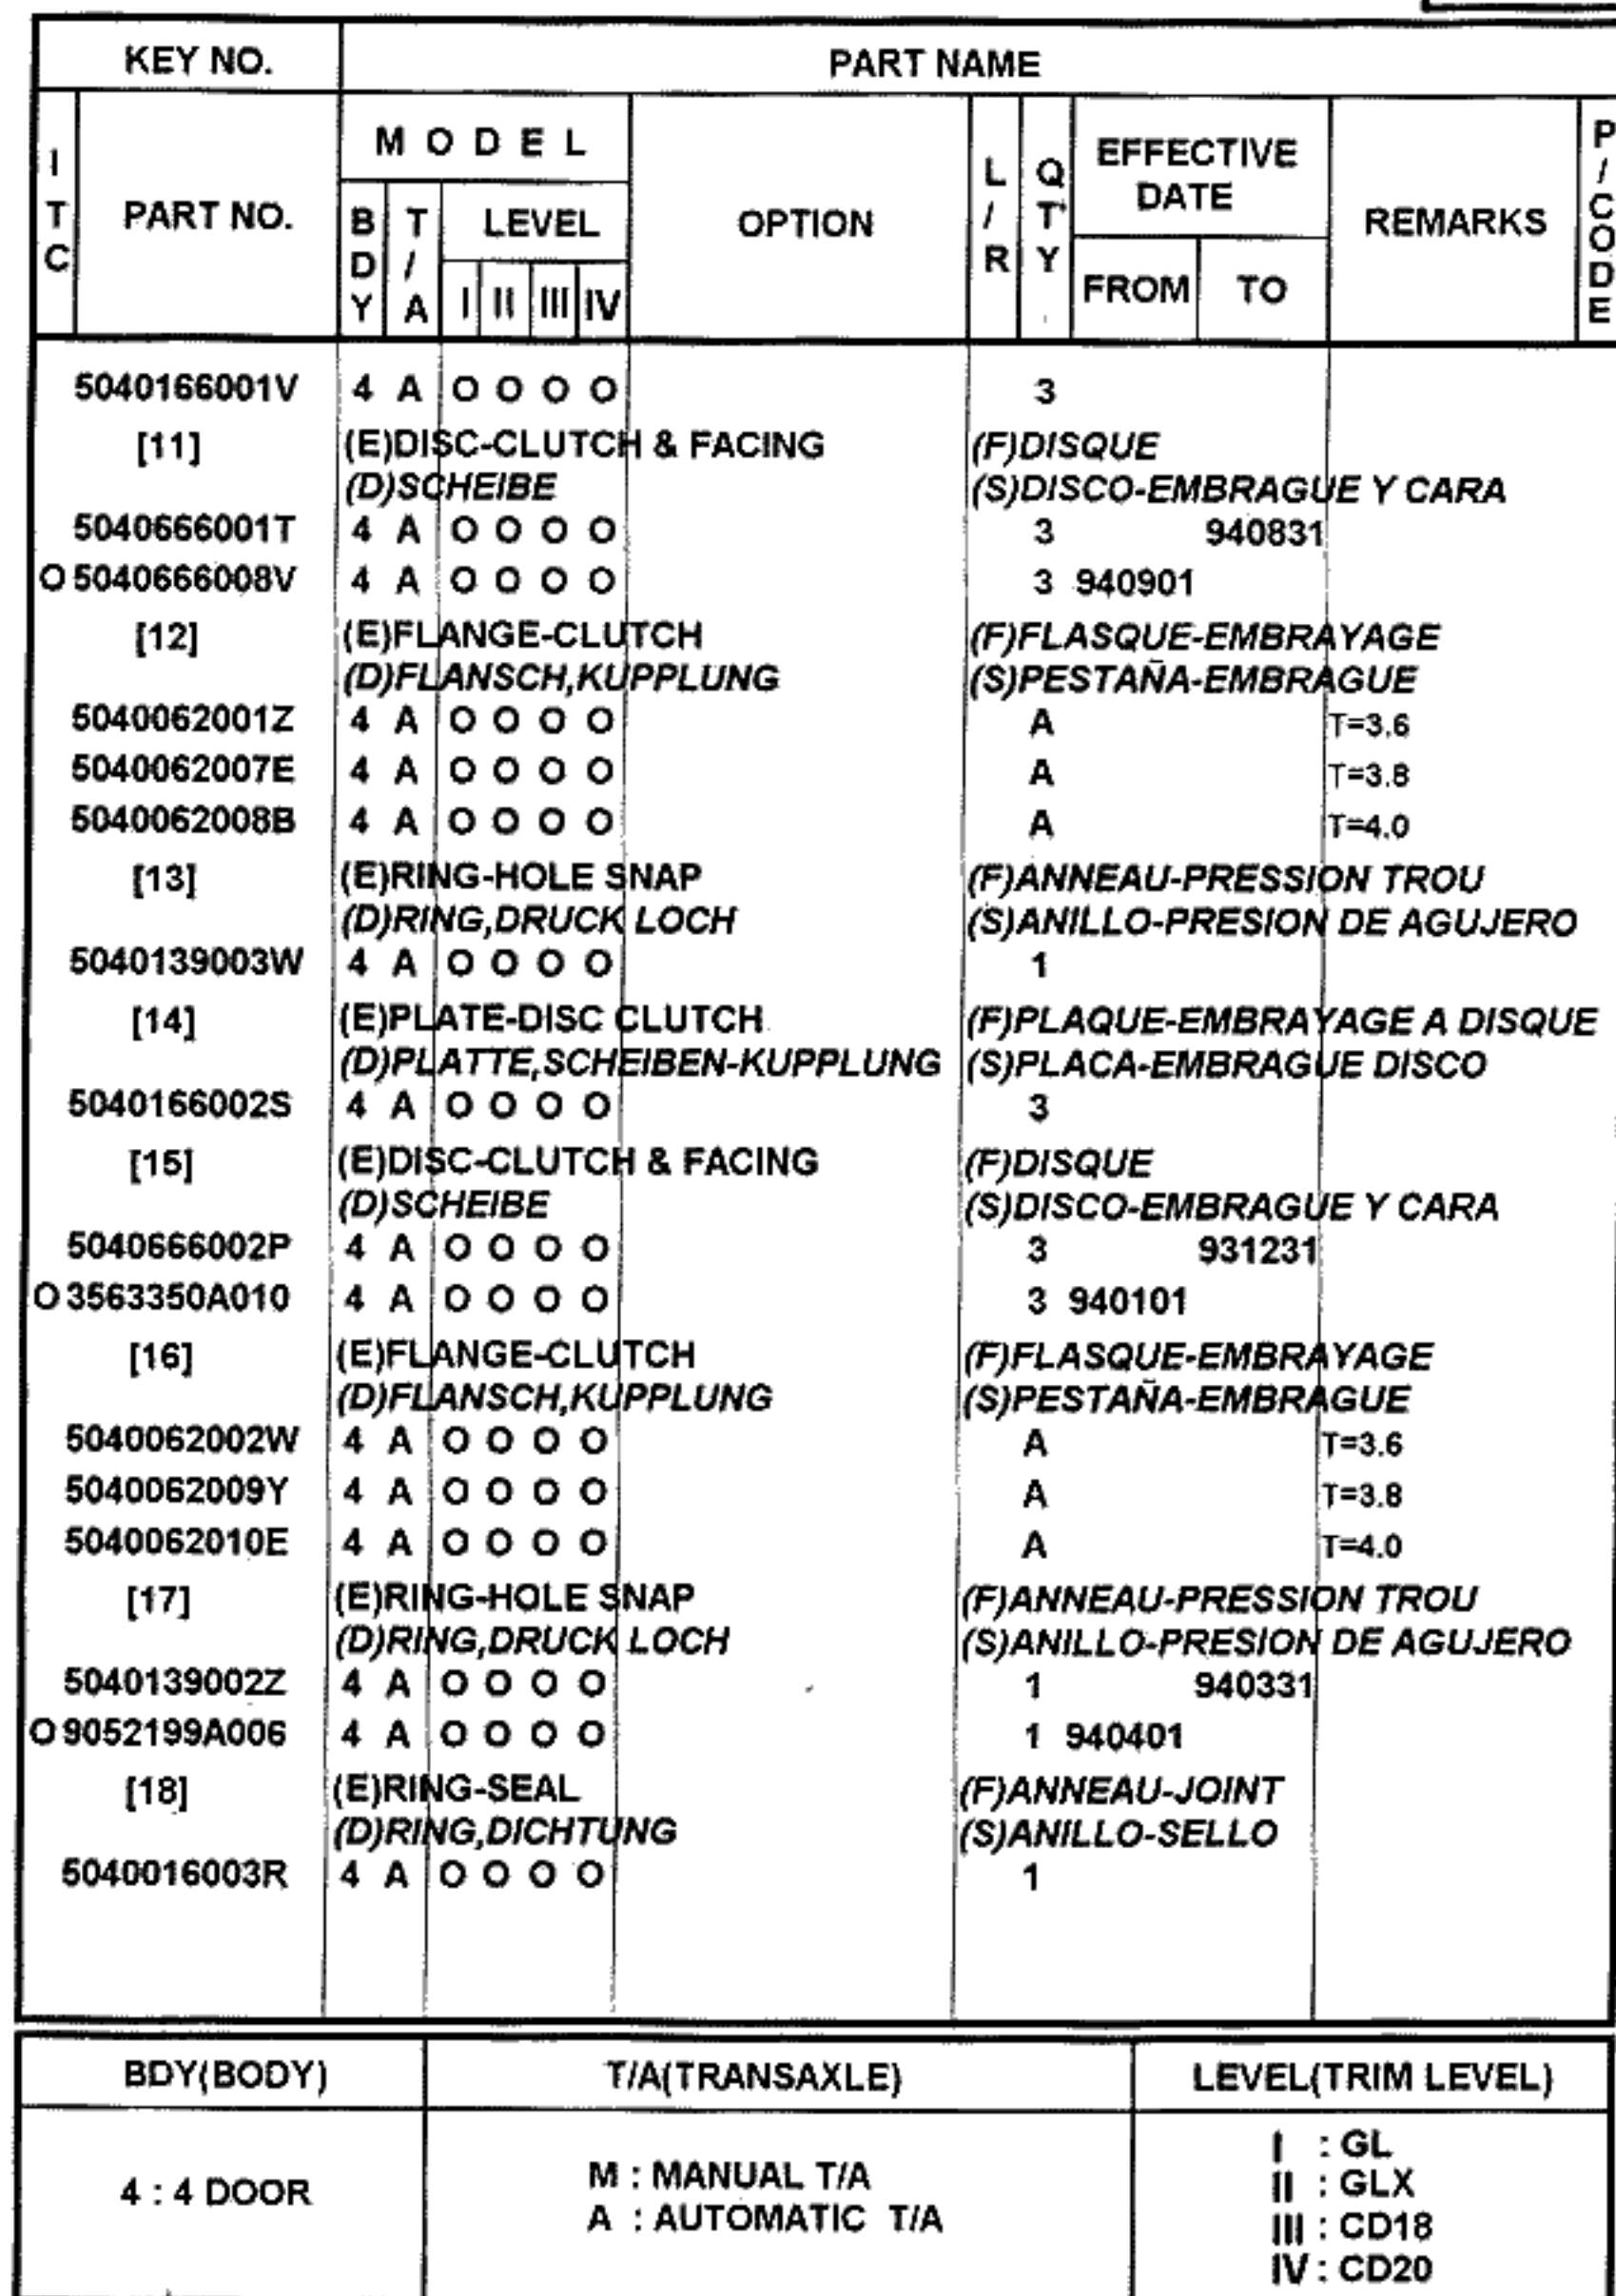 KEY NO. PART NAME
ITC PART NO. MODEL OPTION L/R Q'TY EFFECTIVE DATE REMARKS P/CODE
BDY T/A LEVEL
I II III IV FROM TO
5040166001V 4 A O O O O 3
[11] (E)DISC-CLUTCH & FACING (F)DISQUE
(D)SCHEIBE (S)DISCO-EMBRAGUE Y CARA
5040666001T 4 A O O O O 3 940831
O 5040666008V 4 A O O O O 3 940901
[12] (E)FLANGE-CLUTCH (F)FLASQUE-EMBRAYAGE
(D)FLANSCH,KUPPLUNG (S)PESTAÑA-EMBRAGUE
5040062001Z 4 A O O O O A T=3.6
5040062007E 4 A O O O O A T=3.8
5040062008B 4 A O O O O A T=4.0
[13] (E)RING-HOLE SNAP (F)ANNEAU-PRESSION TROU
(D)RING,DRUCK LOCH (S)ANILLO-PRESION DE AGUJERO
5040139003W 4 A O O O O 1
[14] (E)PLATE-DISC CLUTCH (F)PLAQUE-EMBRAYAGE A DISQUE
(D)PLATTE,SCHEIBEN-KUPPLUNG (S)PLACA-EMBRAGUE DISCO
5040166002S 4 A O O O O 3
[15] (E)DISC-CLUTCH & FACING (F)DISQUE
(D)SCHEIBE (S)DISCO-EMBRAGUE Y CARA
5040666002P 4 A O O O O 3 931231
O 3563350A010 4 A O O O O 3 940101
[16] (E)FLANGE-CLUTCH (F)FLASQUE-EMBRAYAGE
(D)FLANSCH,KUPPLUNG (S)PESTAÑA-EMBRAGUE
5040062002W 4 A O O O O A T=3.6
5040062009Y 4 A O O O O A T=3.8
5040062010E 4 A O O O O A T=4.0
[17] (E)RING-HOLE SNAP (F)ANNEAU-PRESSION TROU
(D)RING,DRUCK LOCH (S)ANILLO-PRESION DE AGUJERO
5040139002Z 4 A O O O O 1 940331
O 9052199A006 4 A O O O O 1 940401
[18] (E)RING-SEAL (F)ANNEAU-JOINT
(D)RING,DICHTUNG (S)ANILLO-SELLO
5040016003R 4 A O O O O 1
BDY(BODY) T/A(TRANSAXLE) LEVEL(TRIM LEVEL)
4 : 4 DOOR
M : MANUAL T/A
A : AUTOMATIC T/A
I : GL
II : GLX
III : CD18
IV : CD20